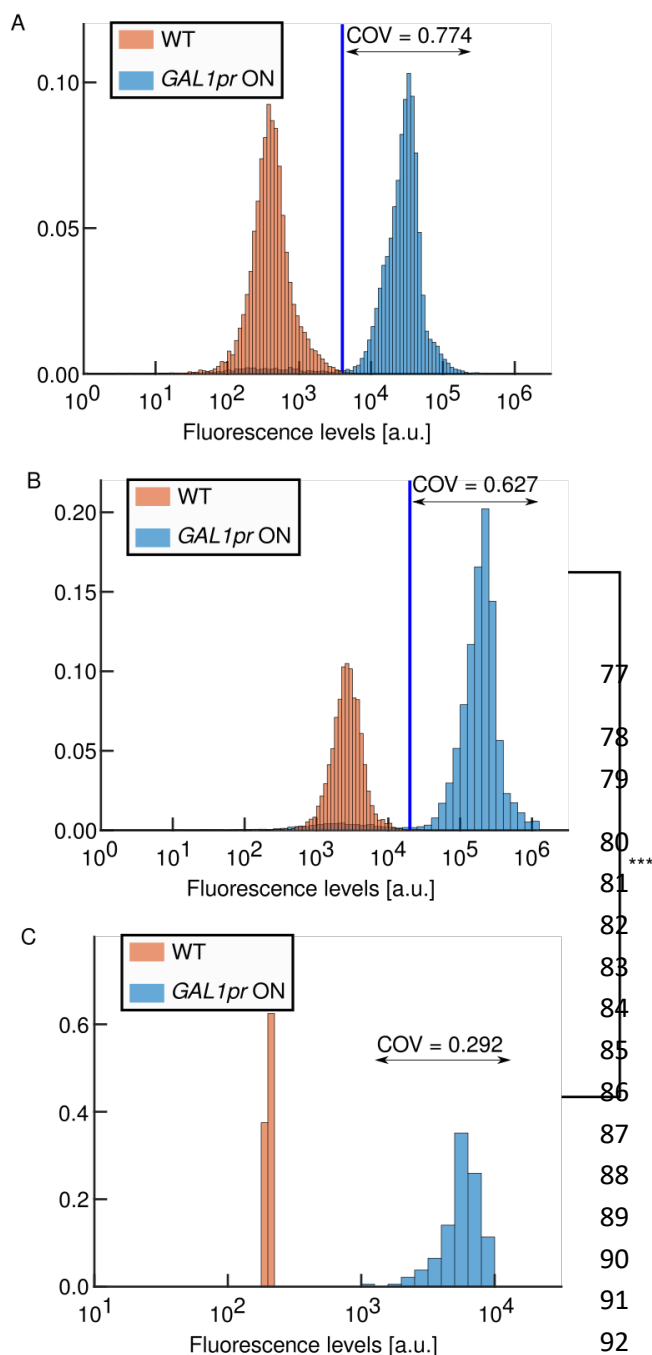 A
COV = 0.774
WT
GAL1pr ON
0.10
0.05
0.00
10^0 10^1 10^2 10^3 10^4 10^5 10^6
Fluorescence levels [a.u.]
B
COV = 0.627
WT
GAL1pr ON
0.20
0.15
0.10
0.05
0.00
10^0 10^1 10^2 10^3 10^4 10^5 10^6
Fluorescence levels [a.u.]
77
78
79
80
***
81
82
83
84
85
86
87
88
89
90
91
92
C
WT
GAL1pr ON
COV = 0.292
0.6
0.4
0.2
0.0
10^1 10^2 10^3 10^4
Fluorescence levels [a.u.]